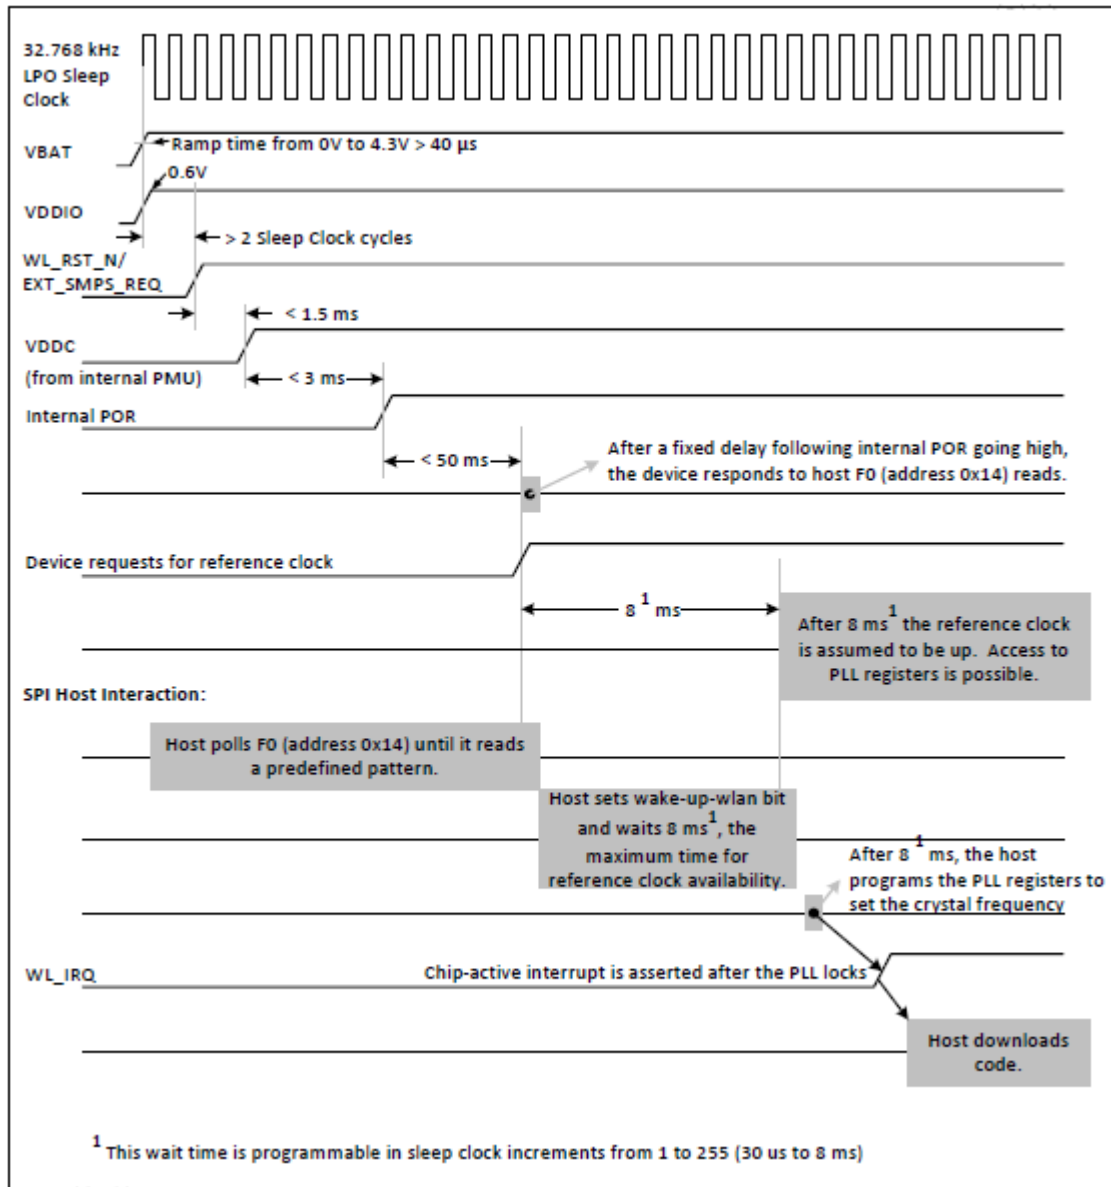 32.768 kHz
LPO Sleep
Clock
VBAT
Ramp time from 0V to 4.3V > 40 µs
0.6V
VDDIO
> 2 Sleep Clock cycles
WL_RST_N/
EXT_SMPS_REQ
< 1.5 ms
VDDC
(from internal PMU)
< 3 ms
Internal POR
< 50 ms
After a fixed delay following internal POR going high,
the device responds to host F0 (address 0x14) reads.
Device requests for reference clock
8 1 ms
After 8 ms1 the reference clock
is assumed to be up. Access to
PLL registers is possible.
SPI Host Interaction:
Host polls F0 (address 0x14) until it reads
a predefined pattern.
Host sets wake-up-wlan bit
and waits 8 ms1, the
maximum time for
reference clock availability.
After 8 1 ms, the host
programs the PLL registers to
set the crystal frequency
WL_IRQ
Chip-active interrupt is asserted after the PLL locks
Host downloads
code.
1 This wait time is programmable in sleep clock increments from 1 to 255 (30 us to 8 ms)